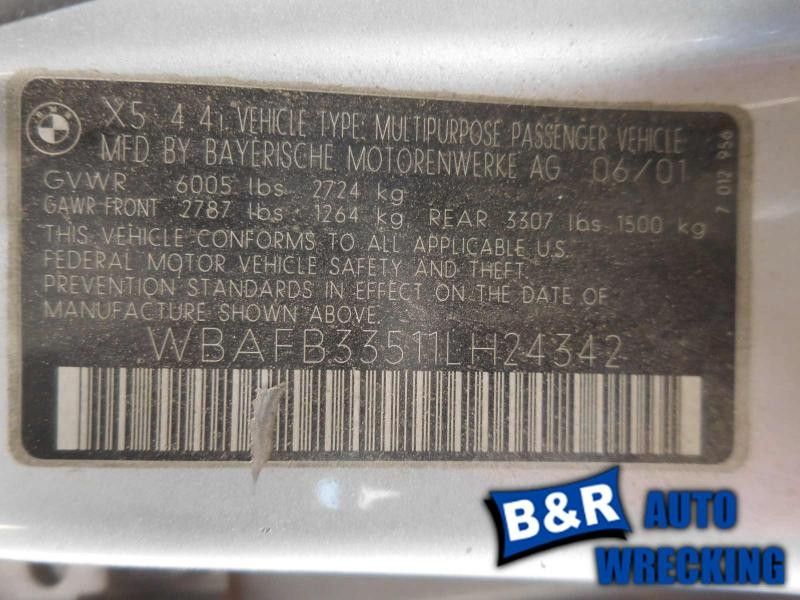 X5 4.4i VEHICLE TYPE: MULTIPURPOSE PASSENGER VEHICLE
MFD BY BAYERISCHE MOTORENWERKE AG 06/01
GVWR 6005 lbs 2724 kg
GAWR FRONT 2787 lbs 1264 kg REAR 3307 lbs 1500 kg
THIS VEHICLE CONFORMS TO ALL APPLICABLE U.S.
FEDERAL MOTOR VEHICLE SAFETY AND THEFT
PREVENTION STANDARDS IN EFFECT ON THE DATE OF
MANUFACTURE SHOWN ABOVE.
WBAFB33511LH24342
7 012 956
B&R AUTO
WRECKING